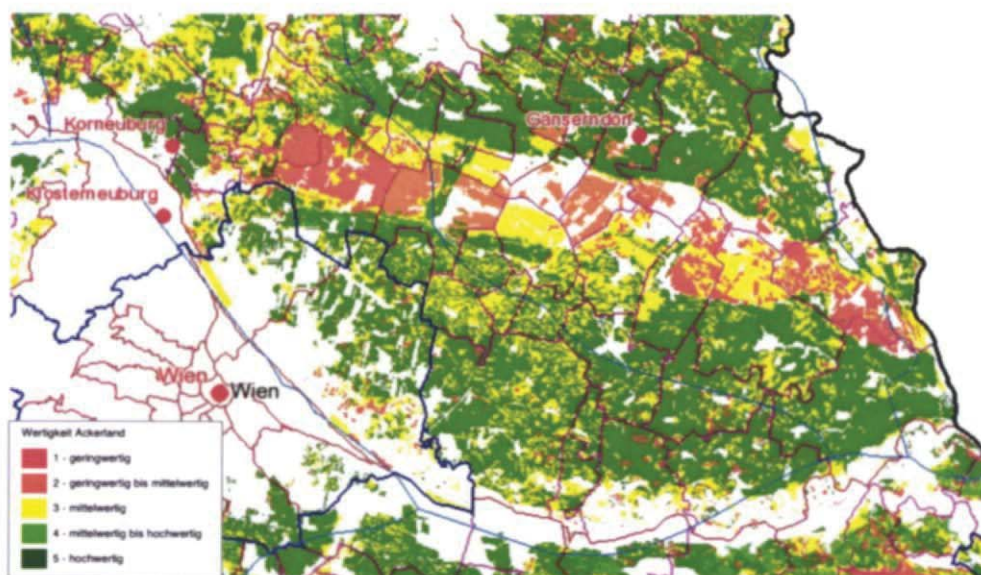 Korneuburg
Gänserndorf
Klosterneuburg
Wien
Wien
Wertigkeit Ackerland
1 - geringwertig
2 - geringwertig bis mittelwertig
3 - mittelwertig
4 - mittelwertig bis hochwertig
5 - hochwertig